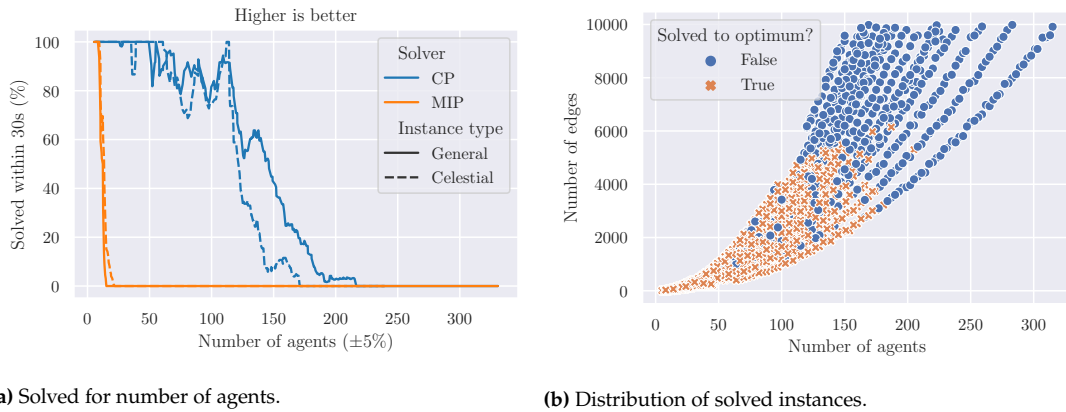 Higher is better
100
80
60
40
20
0
Solved within 30s (%)
Solver
CP
MIP
Instance type
General
Celestial
0 50 100 150 200 250 300
Number of agents (±5%)
a) Solved for number of agents.
10000
8000
6000
4000
2000
0
Number of edges
Solved to optimum?
False
True
0 50 100 150 200 250 300
Number of agents
(b) Distribution of solved instances.